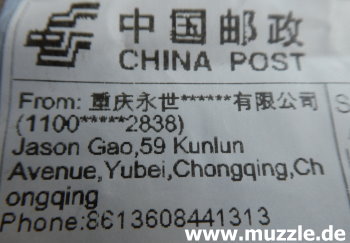 中国邮政
CHINA POST
From: 重庆永世******有限公司
(1100*****2838)
Jason Gao,59 Kunlun
Avenue,Yubei,Chongqing,Ch
ongqing
Phone:8613608441313
S
www.muzzle.de